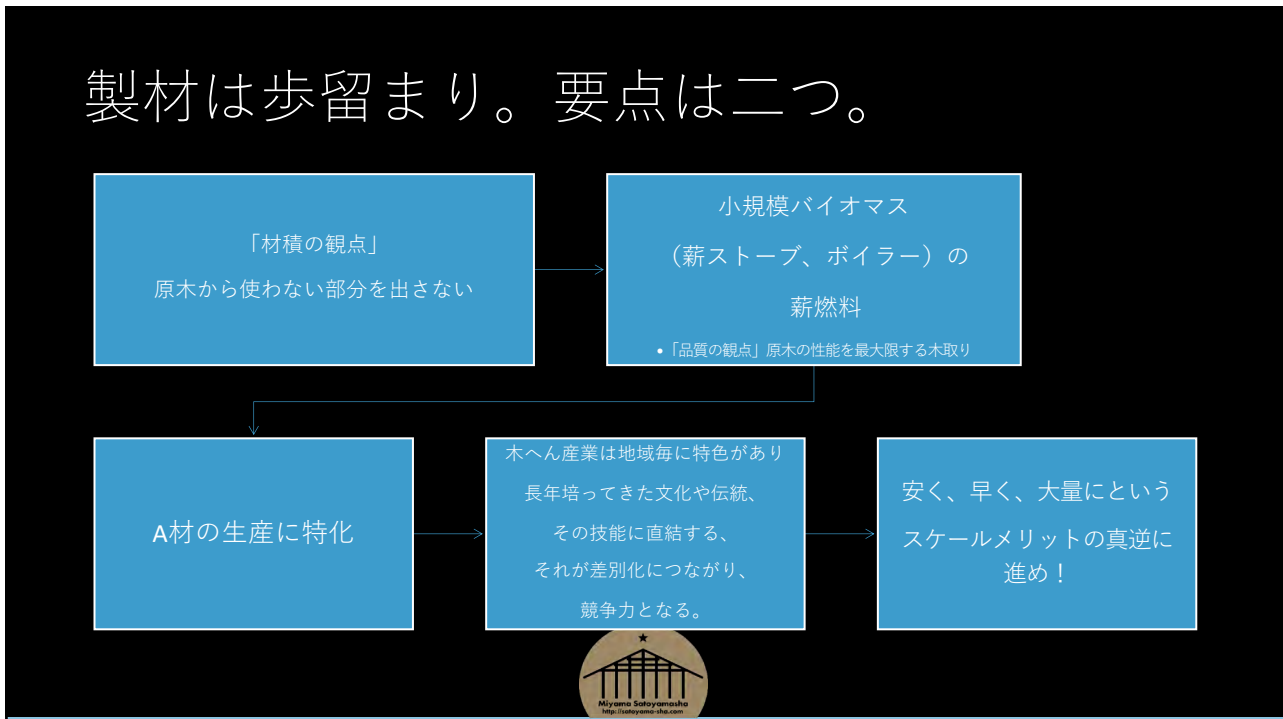 製材は歩留まり。要点は二つ。
「材積の観点」
原木から使わない部分を出さない
小規模バイオマス
（薪ストーブ、ボイラー）の
薪燃料
•「品質の観点」原木の性能を最大限する木取り
A材の生産に特化
木へん産業は地域毎に特色があり
長年培ってきた文化や伝統、
その技能に直結する、
それが差別化につながり、
競争力となる。
安く、早く、大量にという
スケールメリットの真逆に
進め！
Miyama Satoyamasha
http://satoyama-sha.com